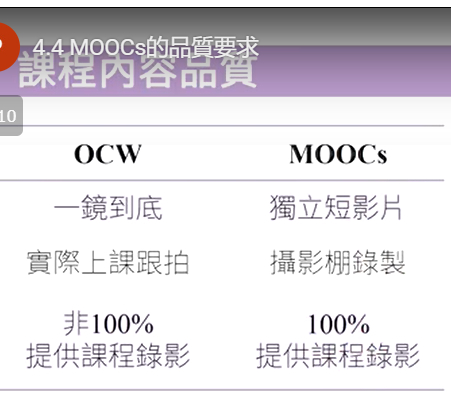 4.4 MOOCs的品質要求
課程內容品質
10
OCW MOOCs
一鏡到底 獨立短影片
實際上課跟拍 攝影棚錄製
非100% 100%
提供課程錄影 提供課程錄影